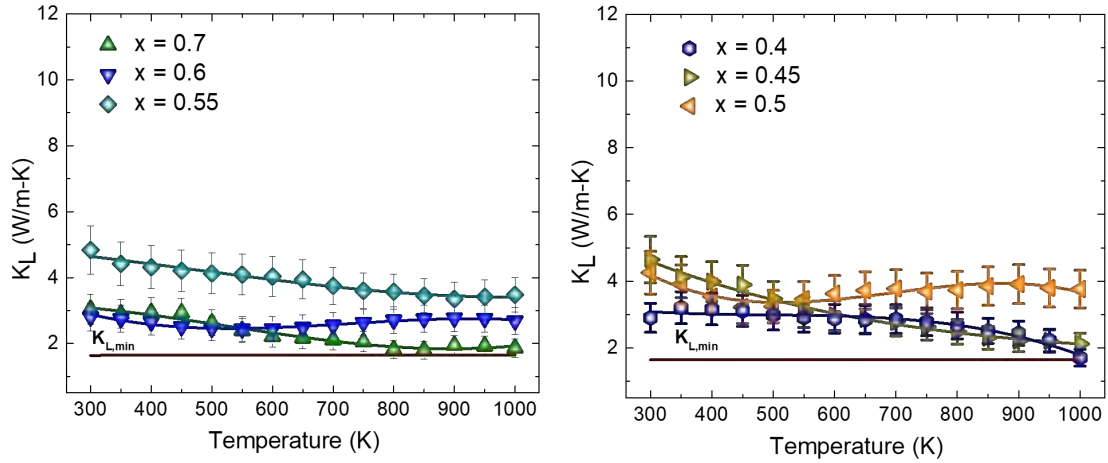 12
10
8
6
4
2
K_L (W/m-K)
x = 0.7
x = 0.6
x = 0.55
K_L,min
300 400 500 600 700 800 900 1000
Temperature (K)
12
10
8
6
4
2
K_L (W/m-K)
x = 0.4
x = 0.45
x = 0.5
K_L,min
300 400 500 600 700 800 900 1000
Temperature (K)